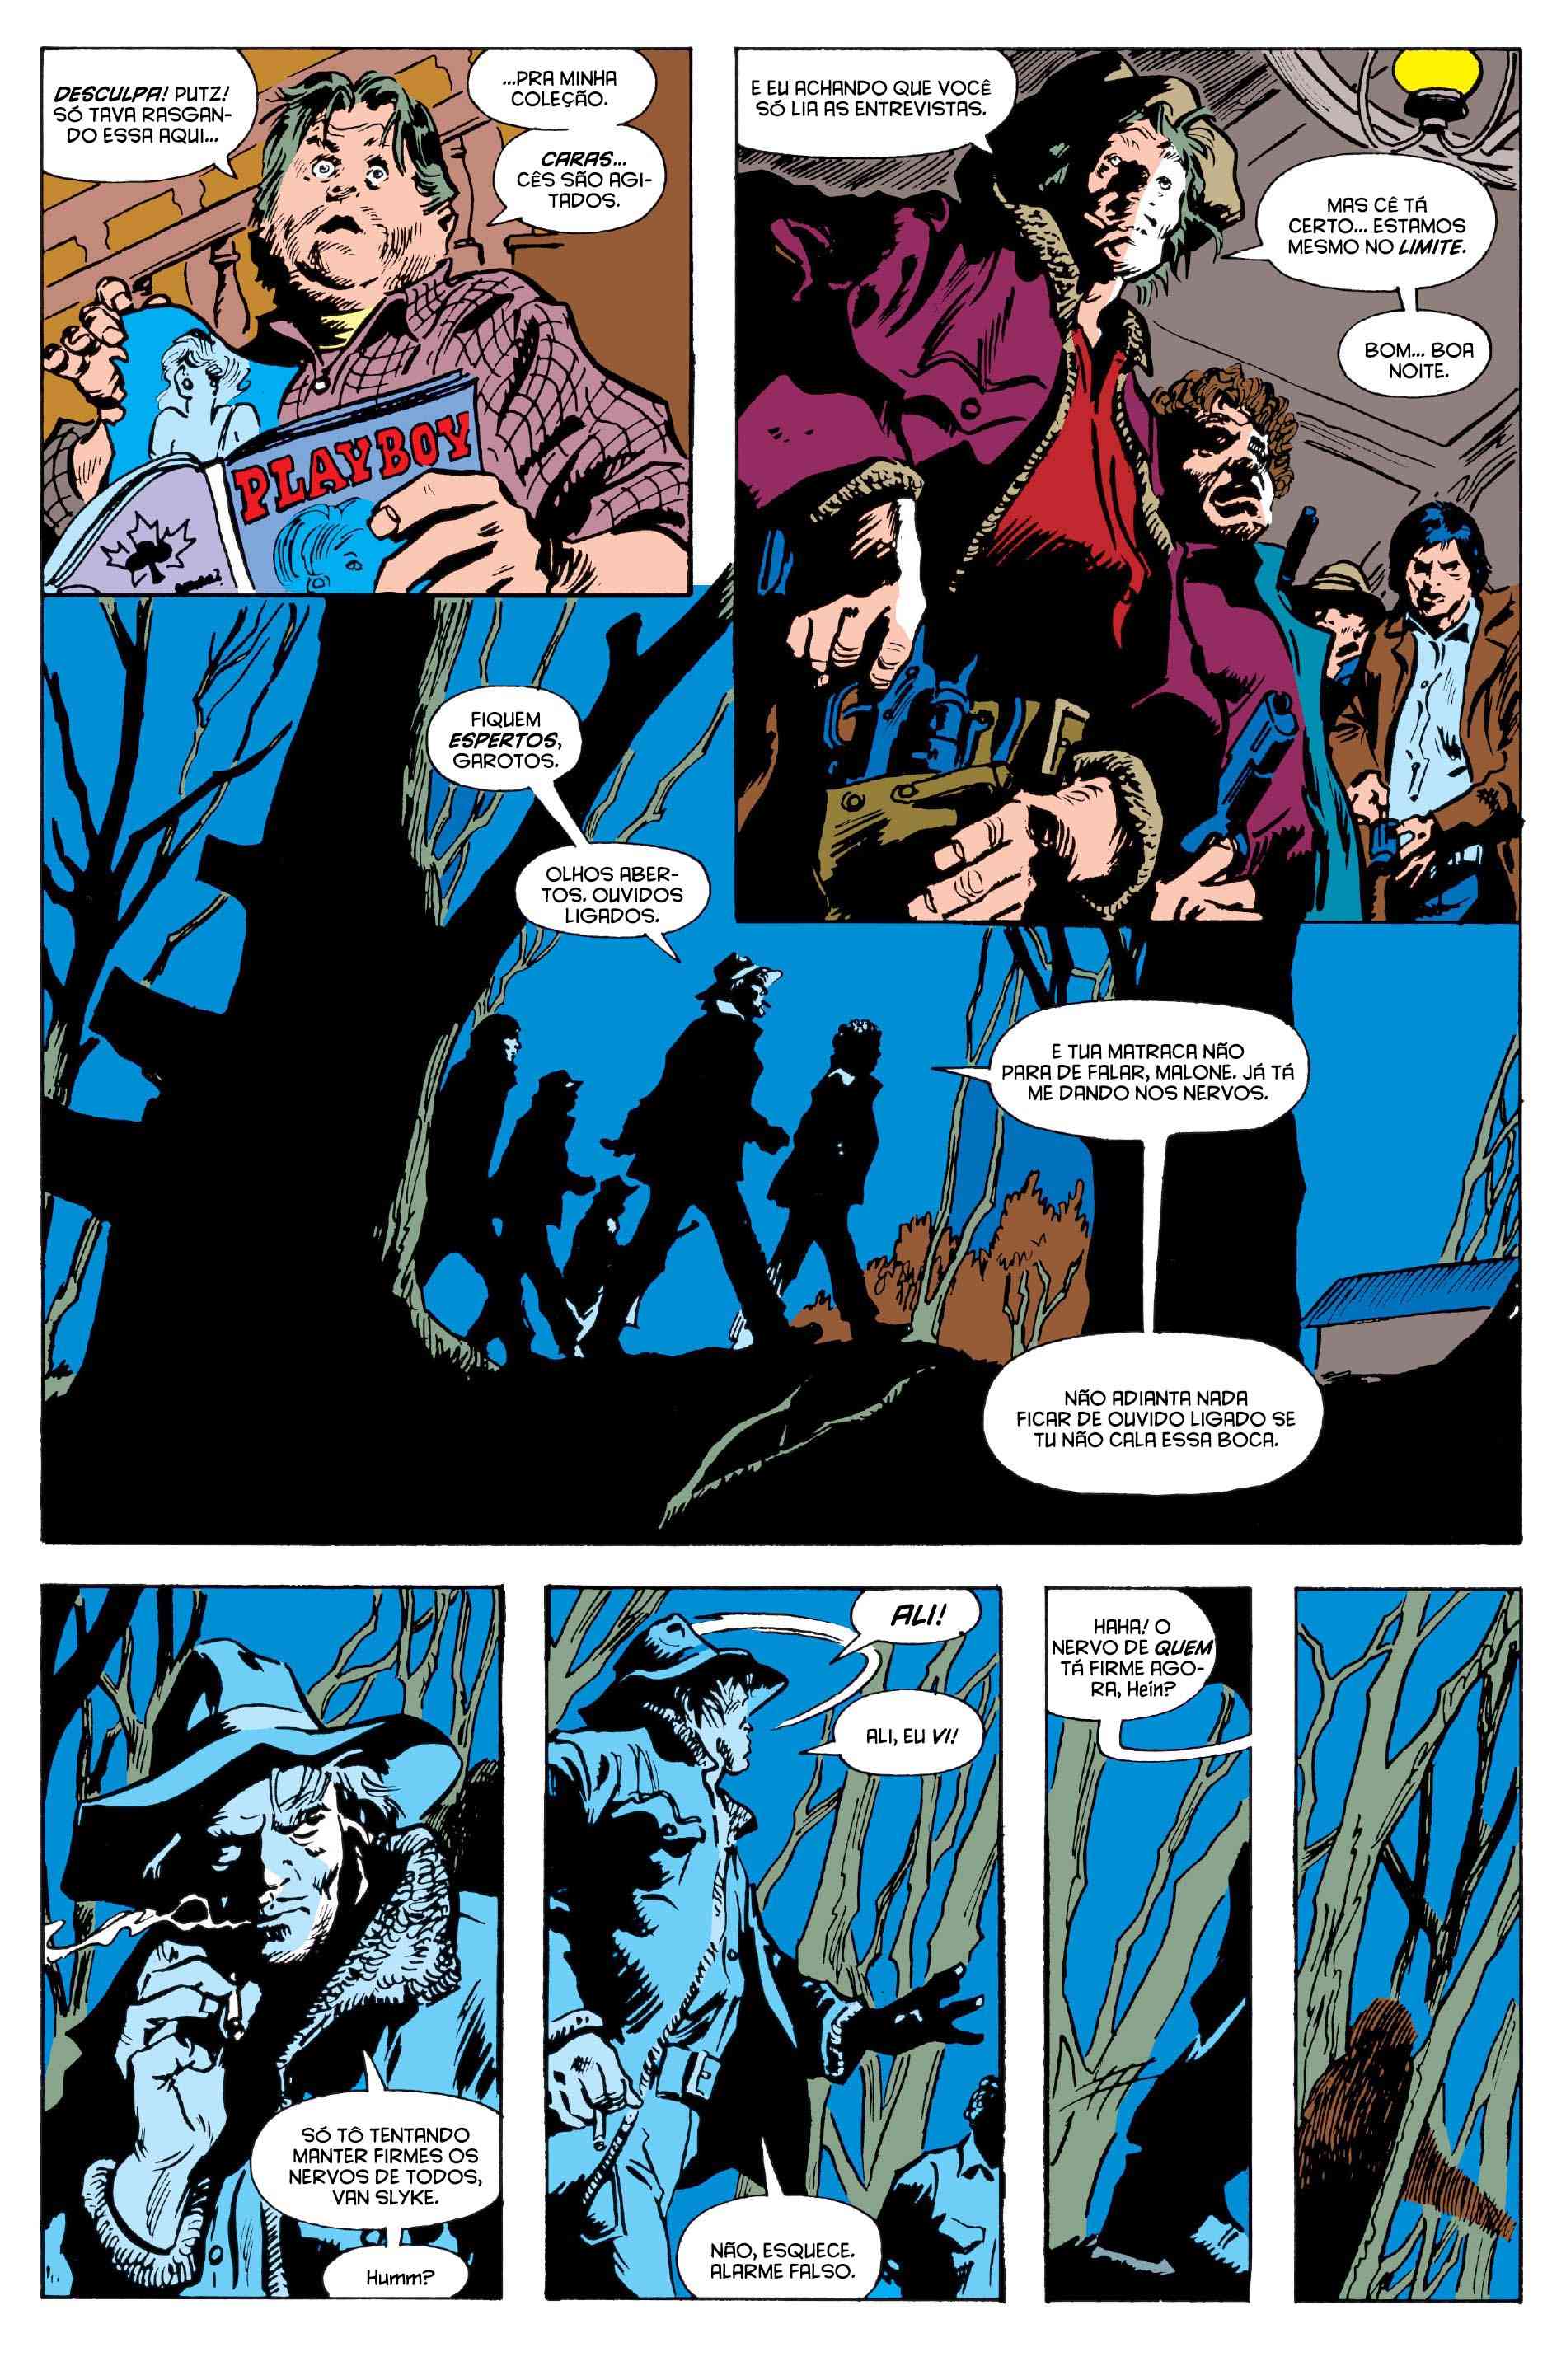 DESCULPA! PUTZ!
SÓ TAVA RASGAN-
DO ESSA AQUI...
...PRA MINHA
COLEÇÃO.
CARAS...
CÊS SÃO AGI-
TADOS.
PLAYBOY
E EU ACHANDO QUE VOCÊ
SÓ LIA AS ENTREVISTAS.
MAS CÊ TÁ
CERTO... ESTAMOS
MESMO NO LIMITE.
BOM... BOA
NOITE.
FIQUEM
ESPERTOS,
GAROTOS.
OLHOS ABER-
TOS. OUVIDOS
LIGADOS.
E TUA MATRACA NÃO
PARA DE FALAR, MALONE. JÁ TÁ
ME DANDO NOS NERVOS.
NÃO ADIANTA NADA
FICAR DE OUVIDO LIGADO SE
TU NÃO CALA ESSA BOCA.
SÓ TÔ TENTANDO
MANTER FIRMES OS
NERVOS DE TODOS,
VAN SLYKE.
Humm?
ALI!
ALI, EU VI!
NÃO, ESQUECE.
ALARME FALSO.
HAHA! O
NERVO DE QUEM
TÁ FIRME AGO-
RA, Hein?